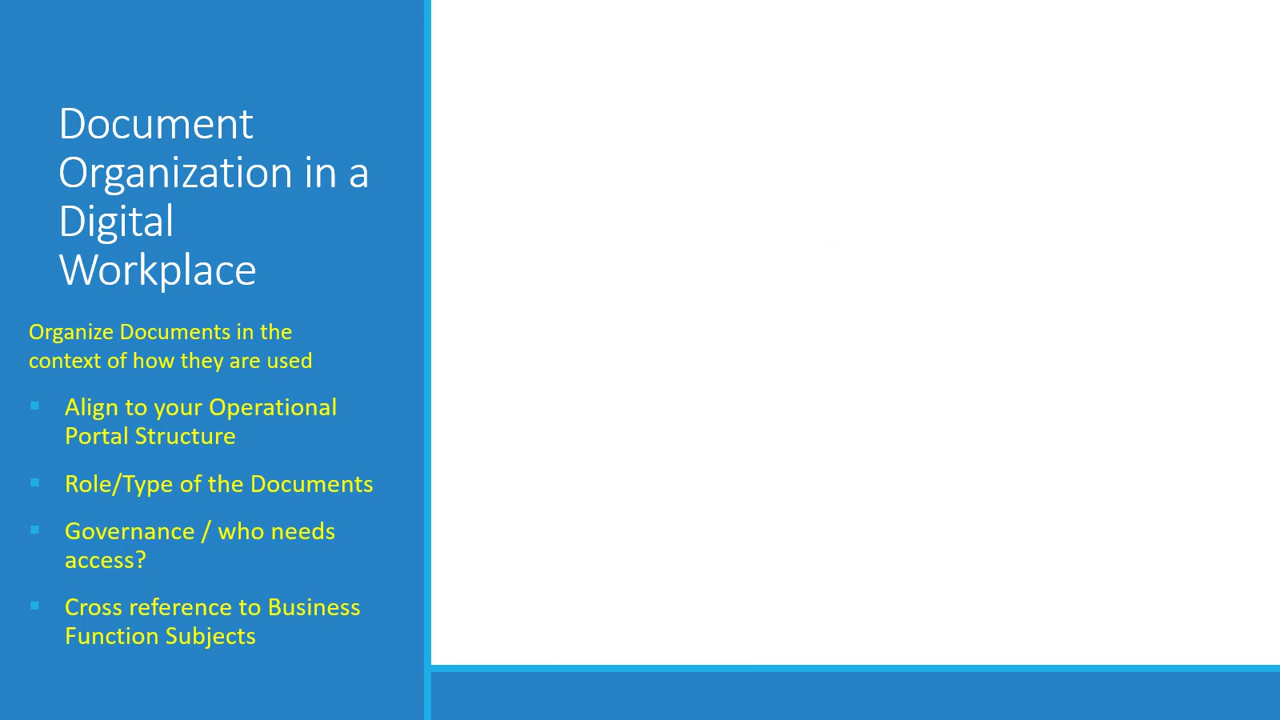 Document
Organization in a
Digital
Workplace
Organize Documents in the
context of how they are used
Align to your Operational
Portal Structure
Role/Type of the Documents
Governance / who needs
access?
Cross reference to Business
Function Subjects